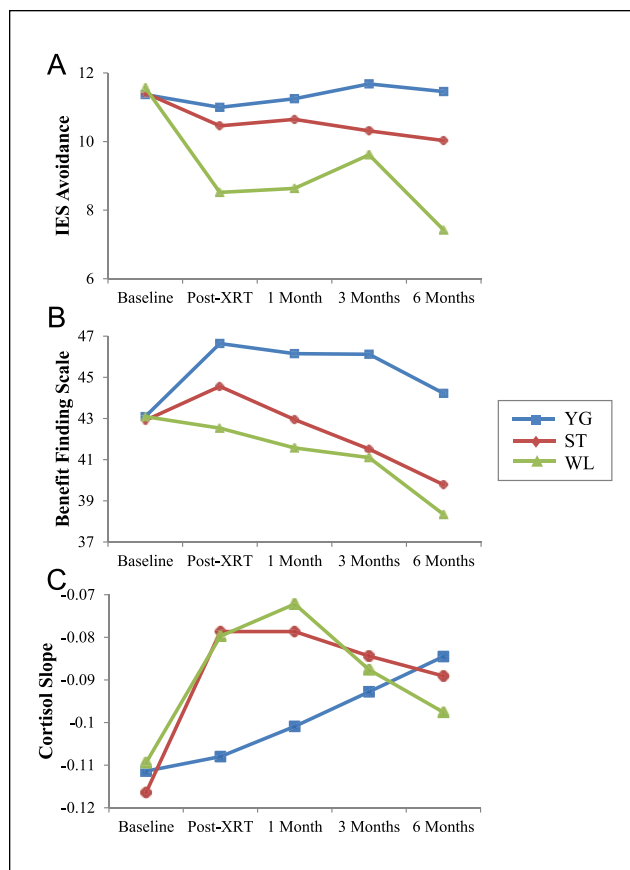 A
IES Avoidance
12
10
8
6
Baseline Post-XRT 1 Month 3 Months 6 Months
B
Benefit Finding Scale
47
45
43
41
39
37
Baseline Post-XRT 1 Month 3 Months 6 Months
YG
ST
WL
C
Cortisol Slope
-0.07
-0.08
-0.09
-0.1
-0.11
-0.12
Baseline Post-XRT 1 Month 3 Months 6 Months